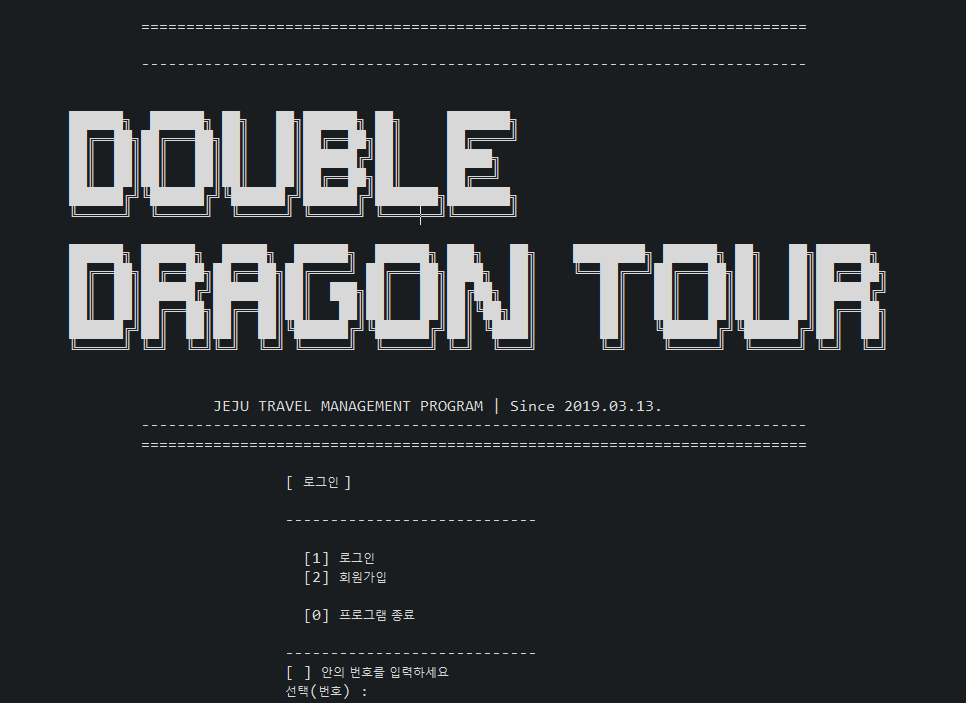 ==========================================================================
--------------------------------------------------------------------------
DOUBLE
DRAGON TOUR
JEJU TRAVEL MANAGEMENT PROGRAM | Since 2019.03.13.
--------------------------------------------------------------------------
==========================================================================
[ 로그인 ]
----------------------------
[1] 로그인
[2] 회원가입
[0] 프로그램 종료
----------------------------
[ ] 안의 번호를 입력하세요
선택(번호) :